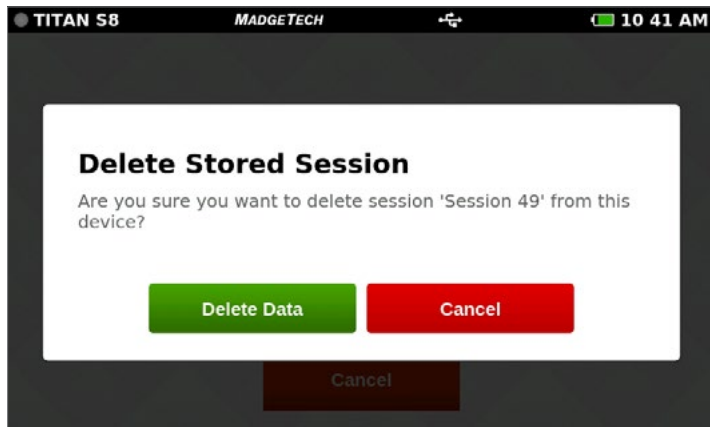 TITAN S8 MADGETECH 10 41 AM
Delete Stored Session
Are you sure you want to delete session 'Session 49' from this
device?
Delete Data Cancel
Cancel